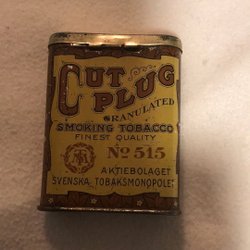 CUT
PLUG
GRANULATED
SMOKING TOBACCO
FINEST QUALITY
No 515
AKTIEBOLAGET
SVENSKA TOBAKSMONOPOLET